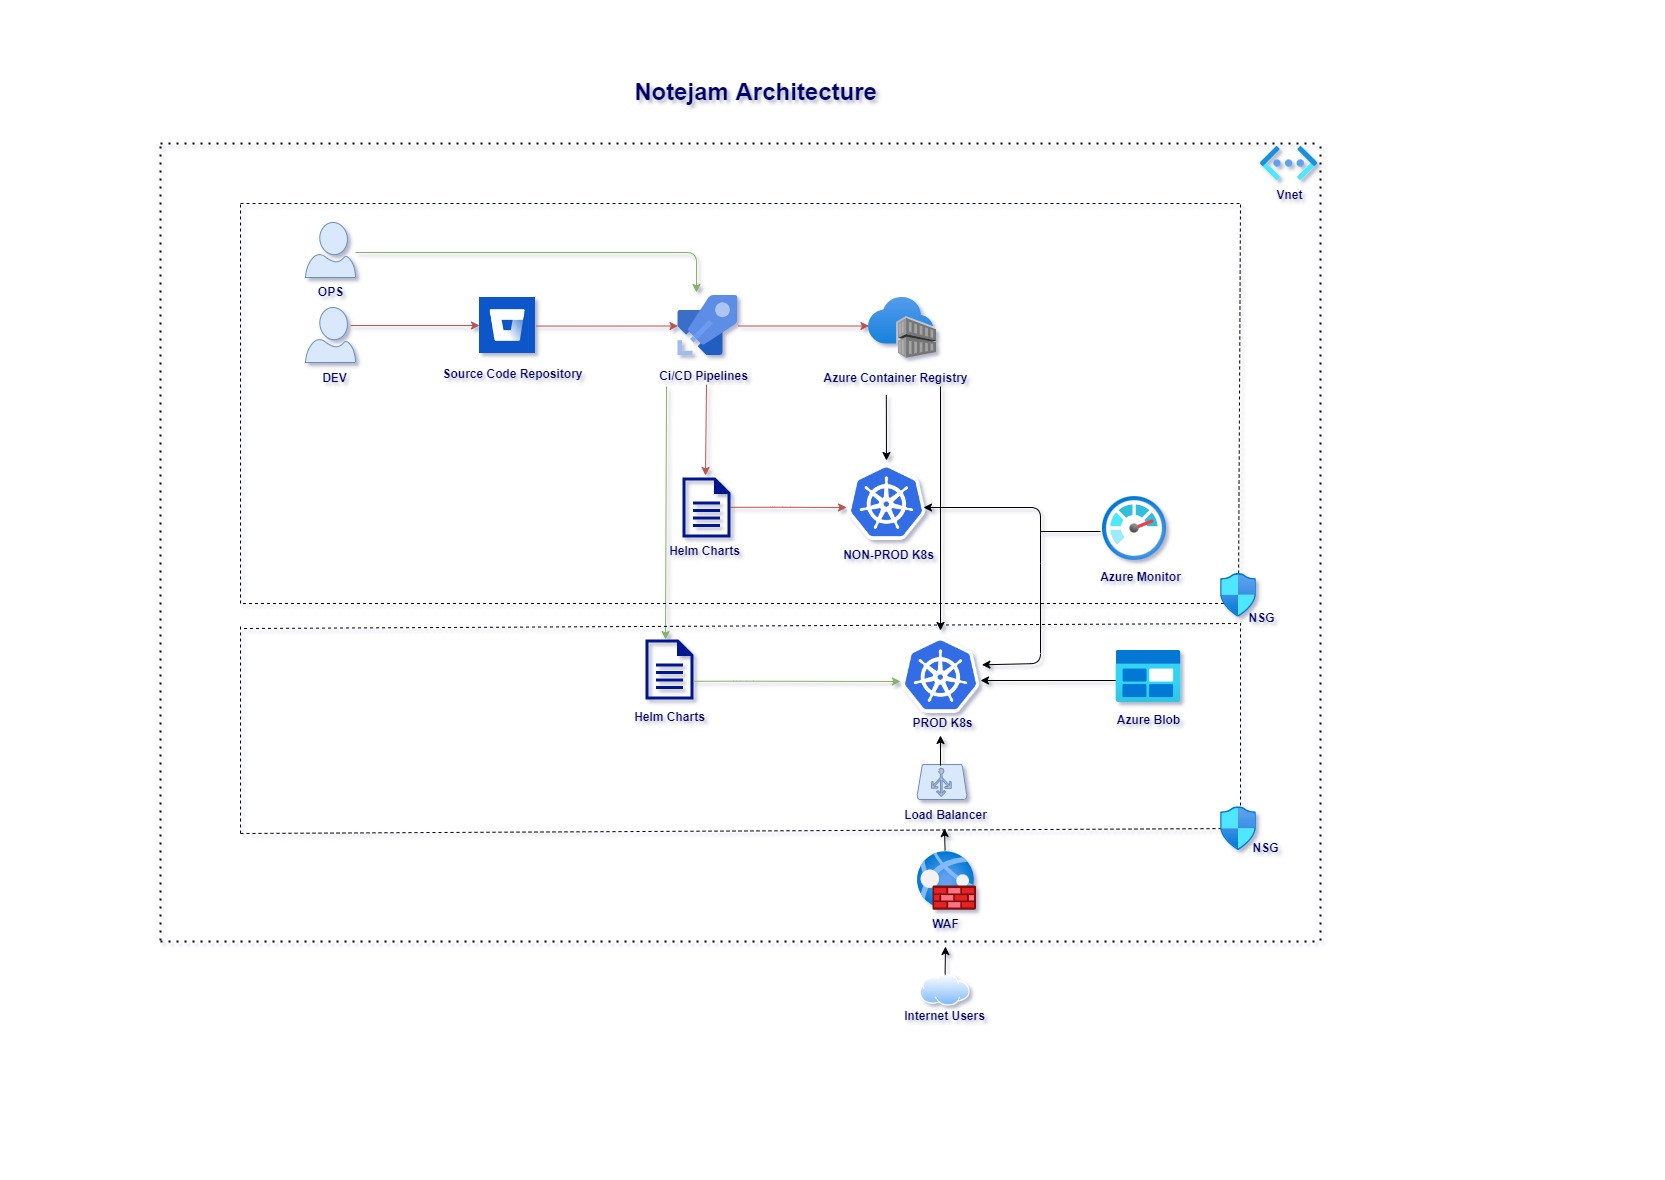 Notejam Architecture
Vnet
OPS
DEV
Source Code Repository
Ci/CD Pipelines
Azure Container Registry
Helm Charts
NON-PROD K8s
Azure Monitor
NSG
Helm Charts
PROD K8s
Azure Blob
Load Balancer
NSG
WAF
Internet Users